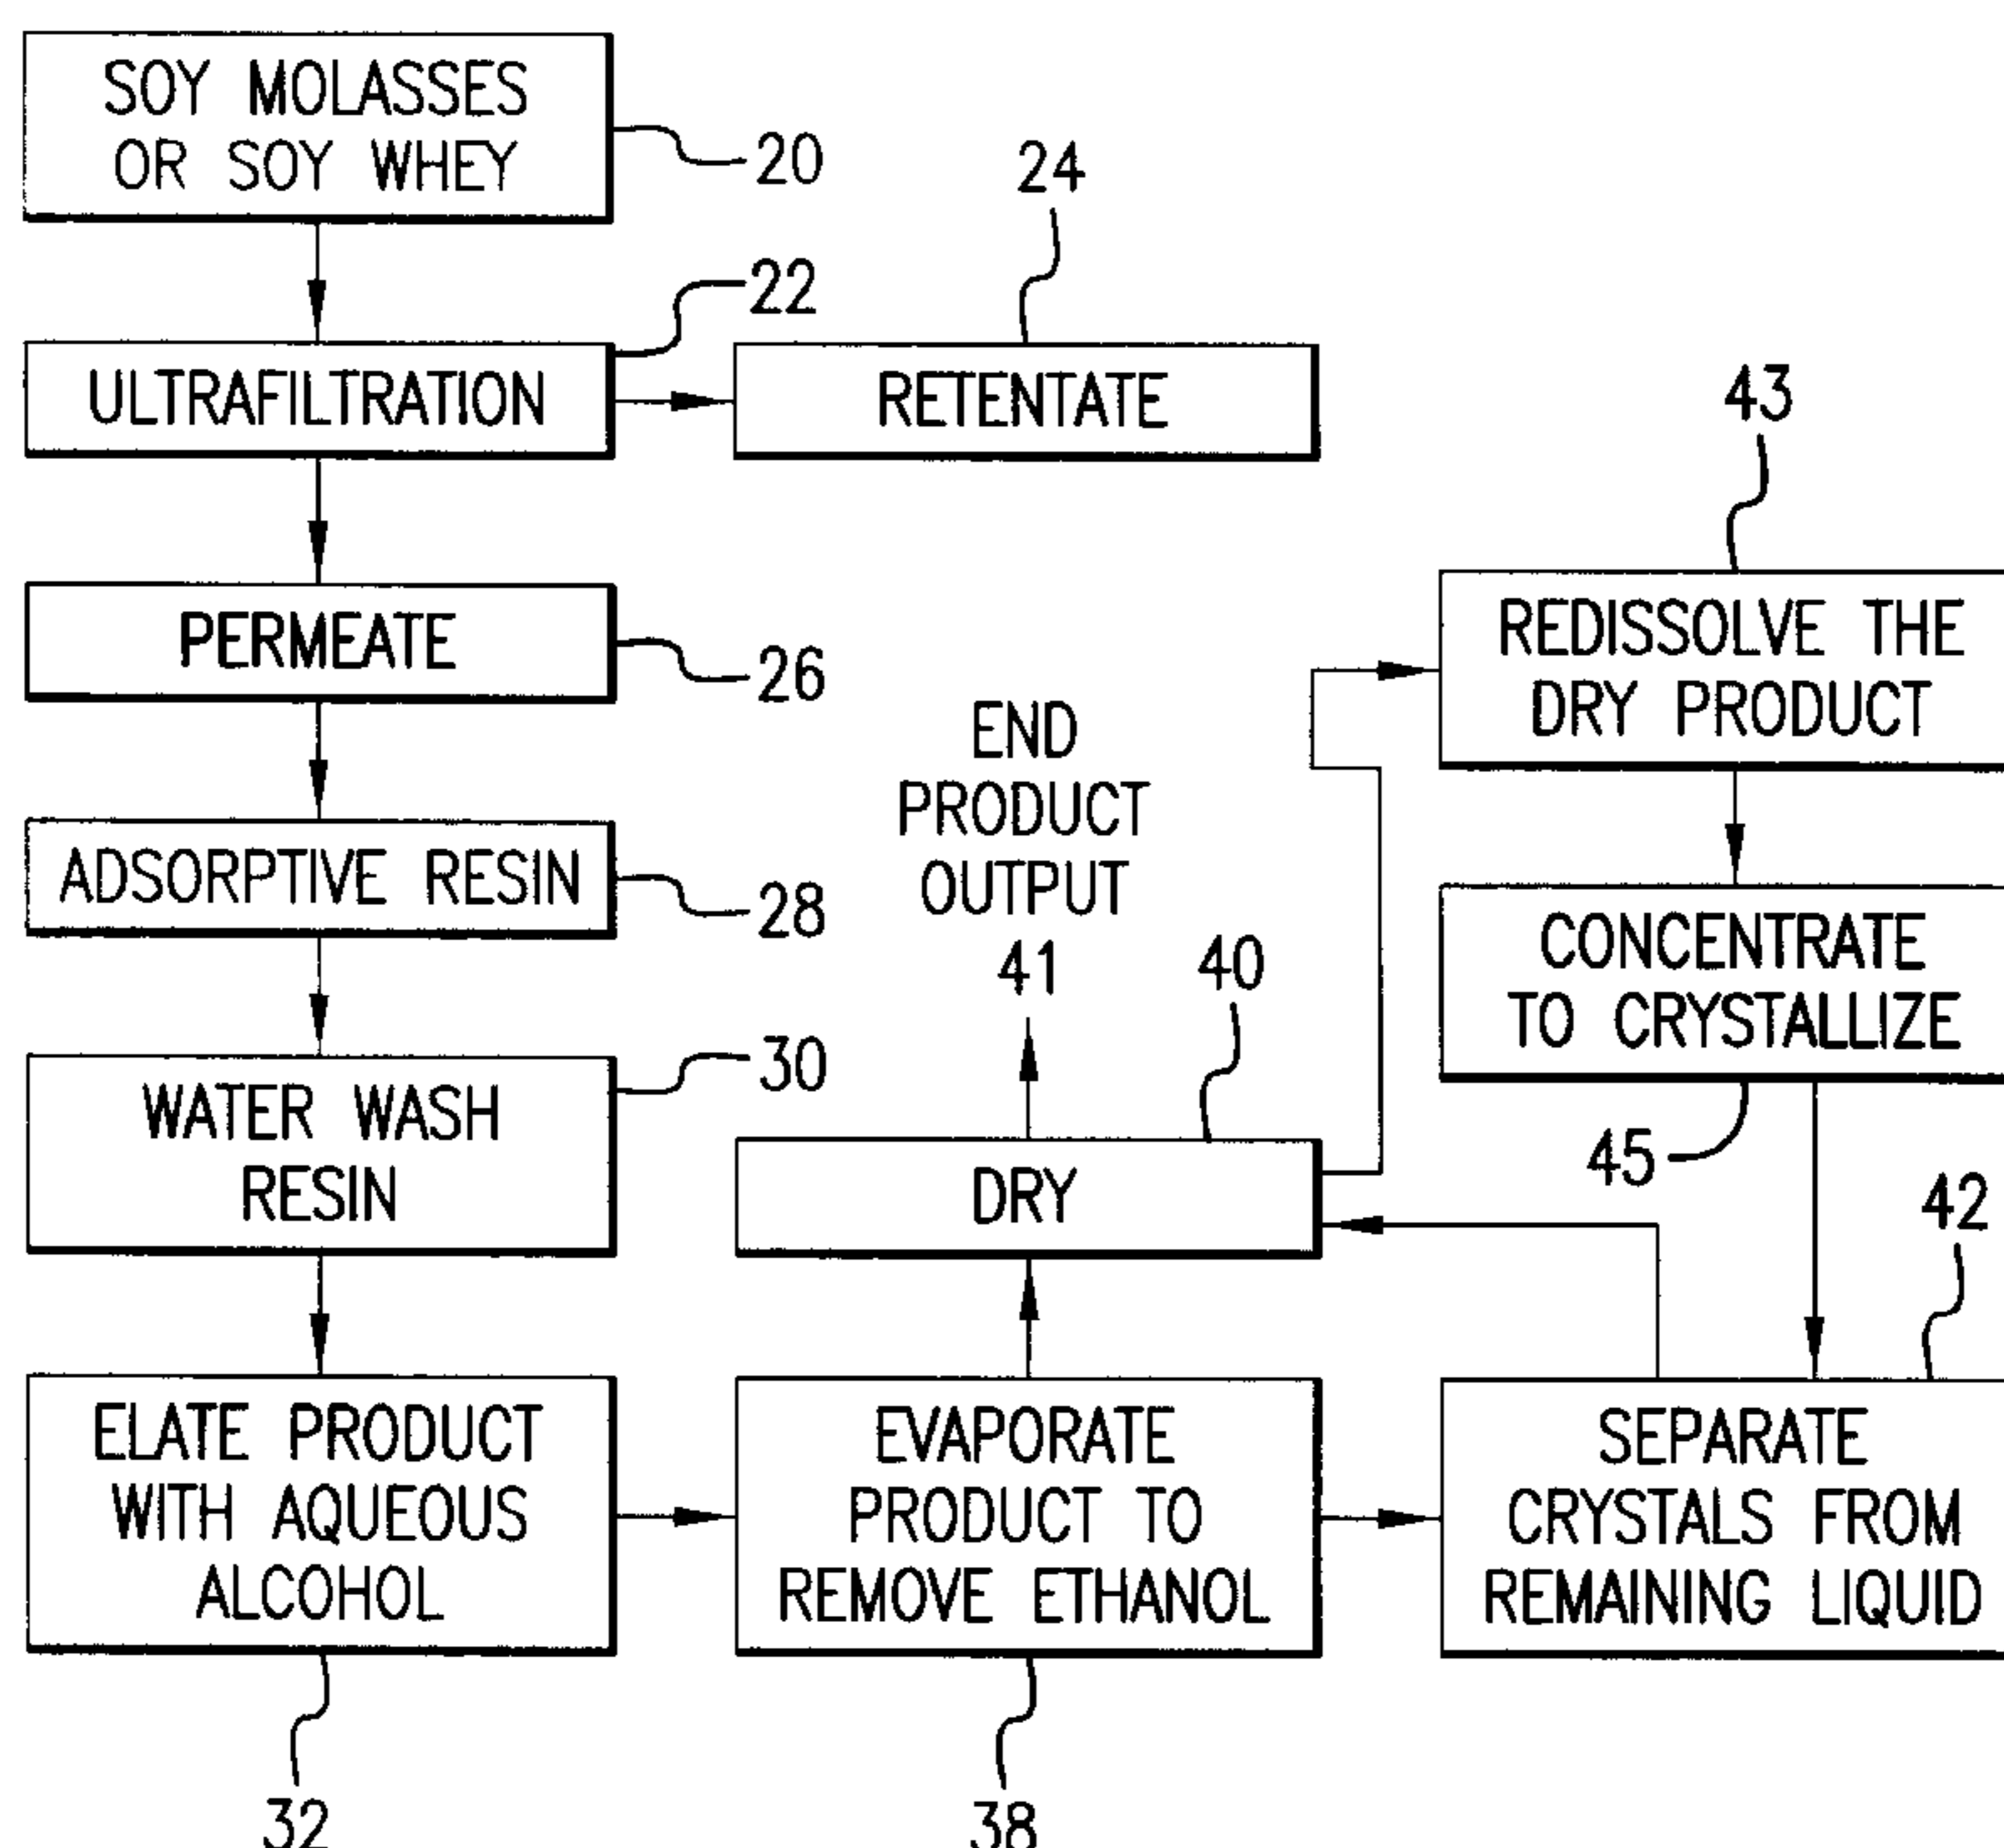 SOY MOLASSES
OR SOY WHEY
20
24
22
ULTRAFILTRATION
RETENTATE
43
PERMEATE
26
REDISSOLVE THE
DRY PRODUCT
END
PRODUCT
OUTPUT
41
ADSORPTIVE RESIN
28
40
CONCENTRATE
TO CRYSTALLIZE
45
WATER WASH
RESIN
30
DRY
42
ELATE PRODUCT
WITH AQUEOUS
ALCOHOL
32
EVAPORATE
PRODUCT TO
REMOVE ETHANOL
38
SEPARATE
CRYSTALS FROM
REMAINING LIQUID